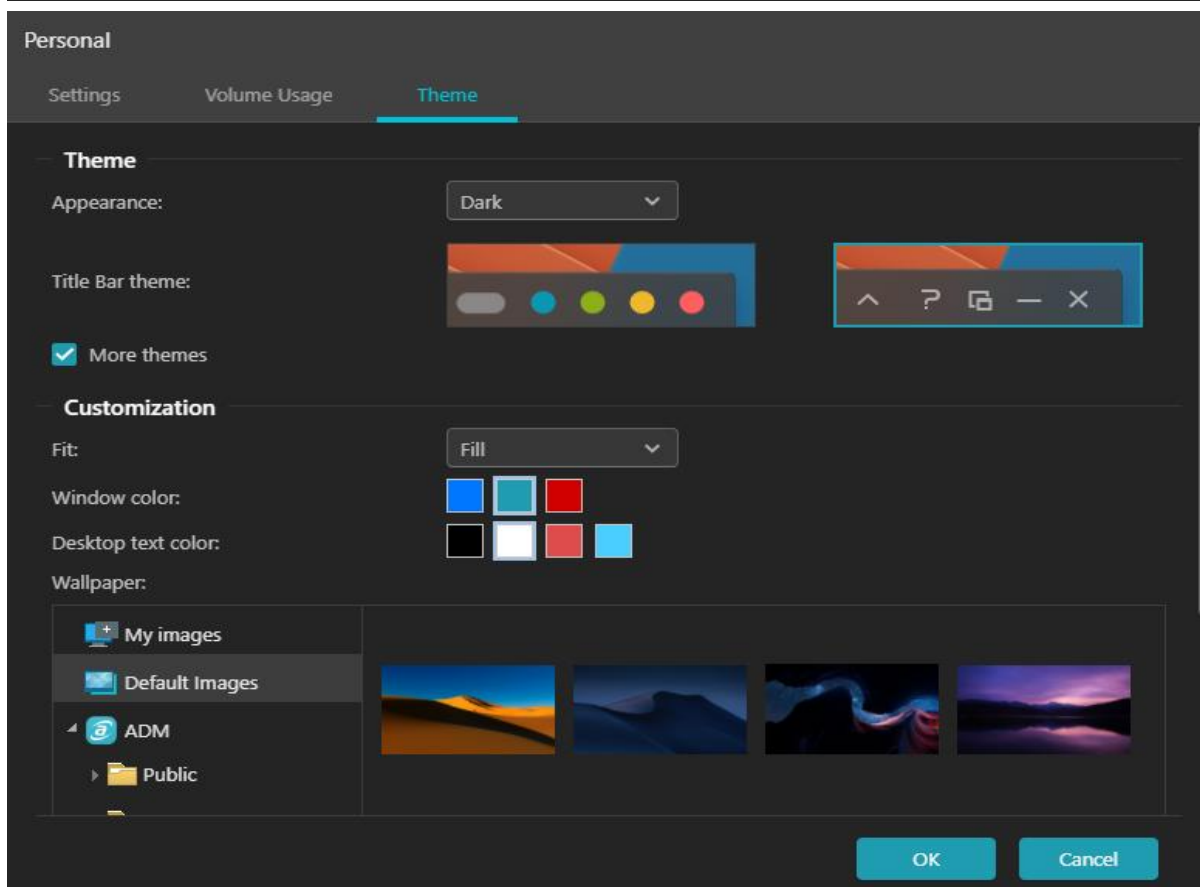 Personal
Settings Volume Usage Theme
Theme
Appearance: Dark
Title Bar theme:
More themes
Customization
Fit: Fill
Window color:
Desktop text color:
Wallpaper:
My images
Default Images
ADM
Public
OK Cancel